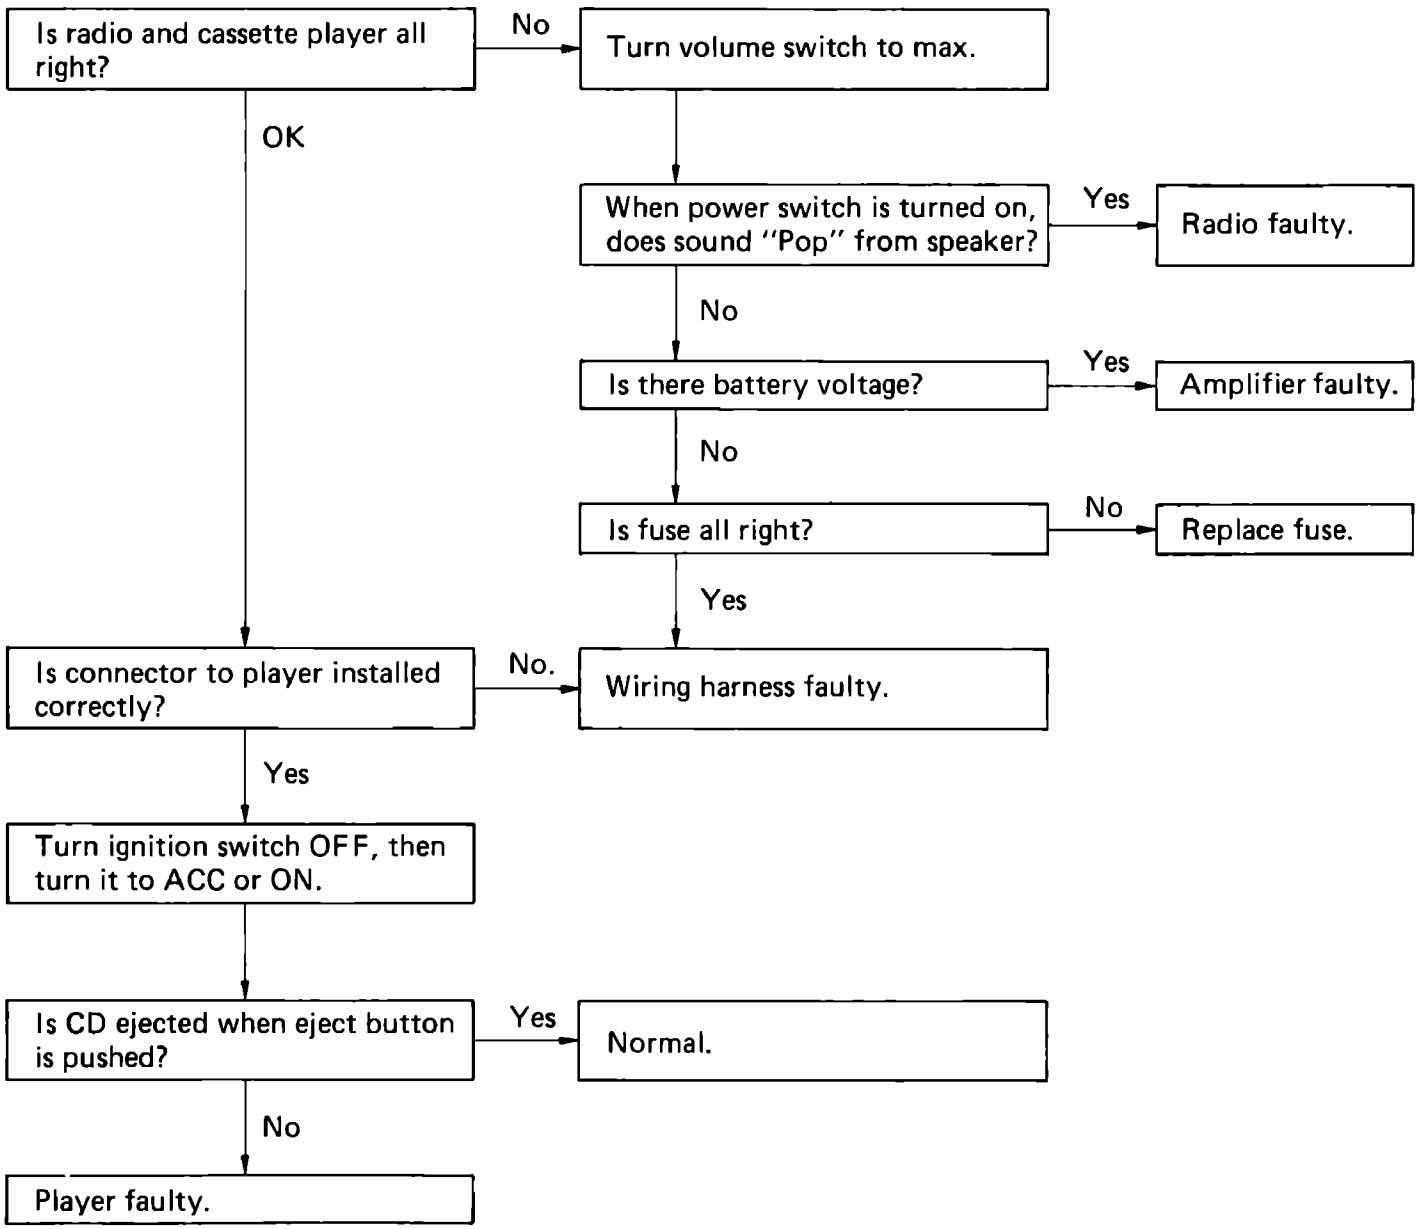 Is radio and cassette player all
right?
No
Turn volume switch to max.
OK
When power switch is turned on,
does sound "Pop" from speaker?
Yes
Radio faulty.
No
Is there battery voltage?
Yes
Amplifier faulty.
No
Is fuse all right?
No
Replace fuse.
Yes
Is connector to player installed
correctly?
No.
Wiring harness faulty.
Yes
Turn ignition switch OFF, then
turn it to ACC or ON.
Is CD ejected when eject button
is pushed?
Yes
Normal.
No
Player faulty.